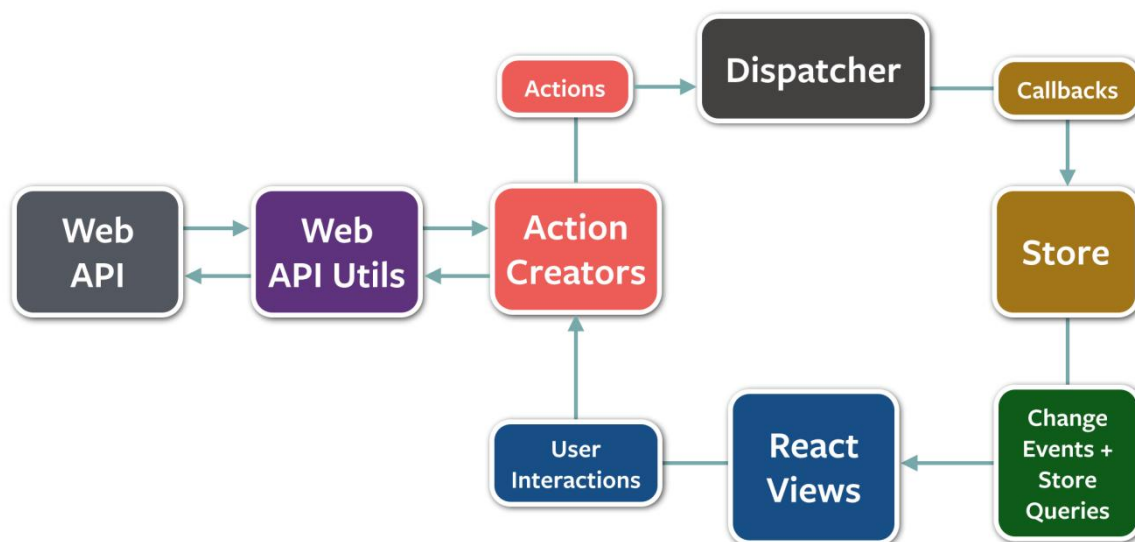 Dispatcher
Actions
Callbacks
Web
API
Web
API Utils
Action
Creators
Store
User
Interactions
React
Views
Change
Events +
Store
Queries